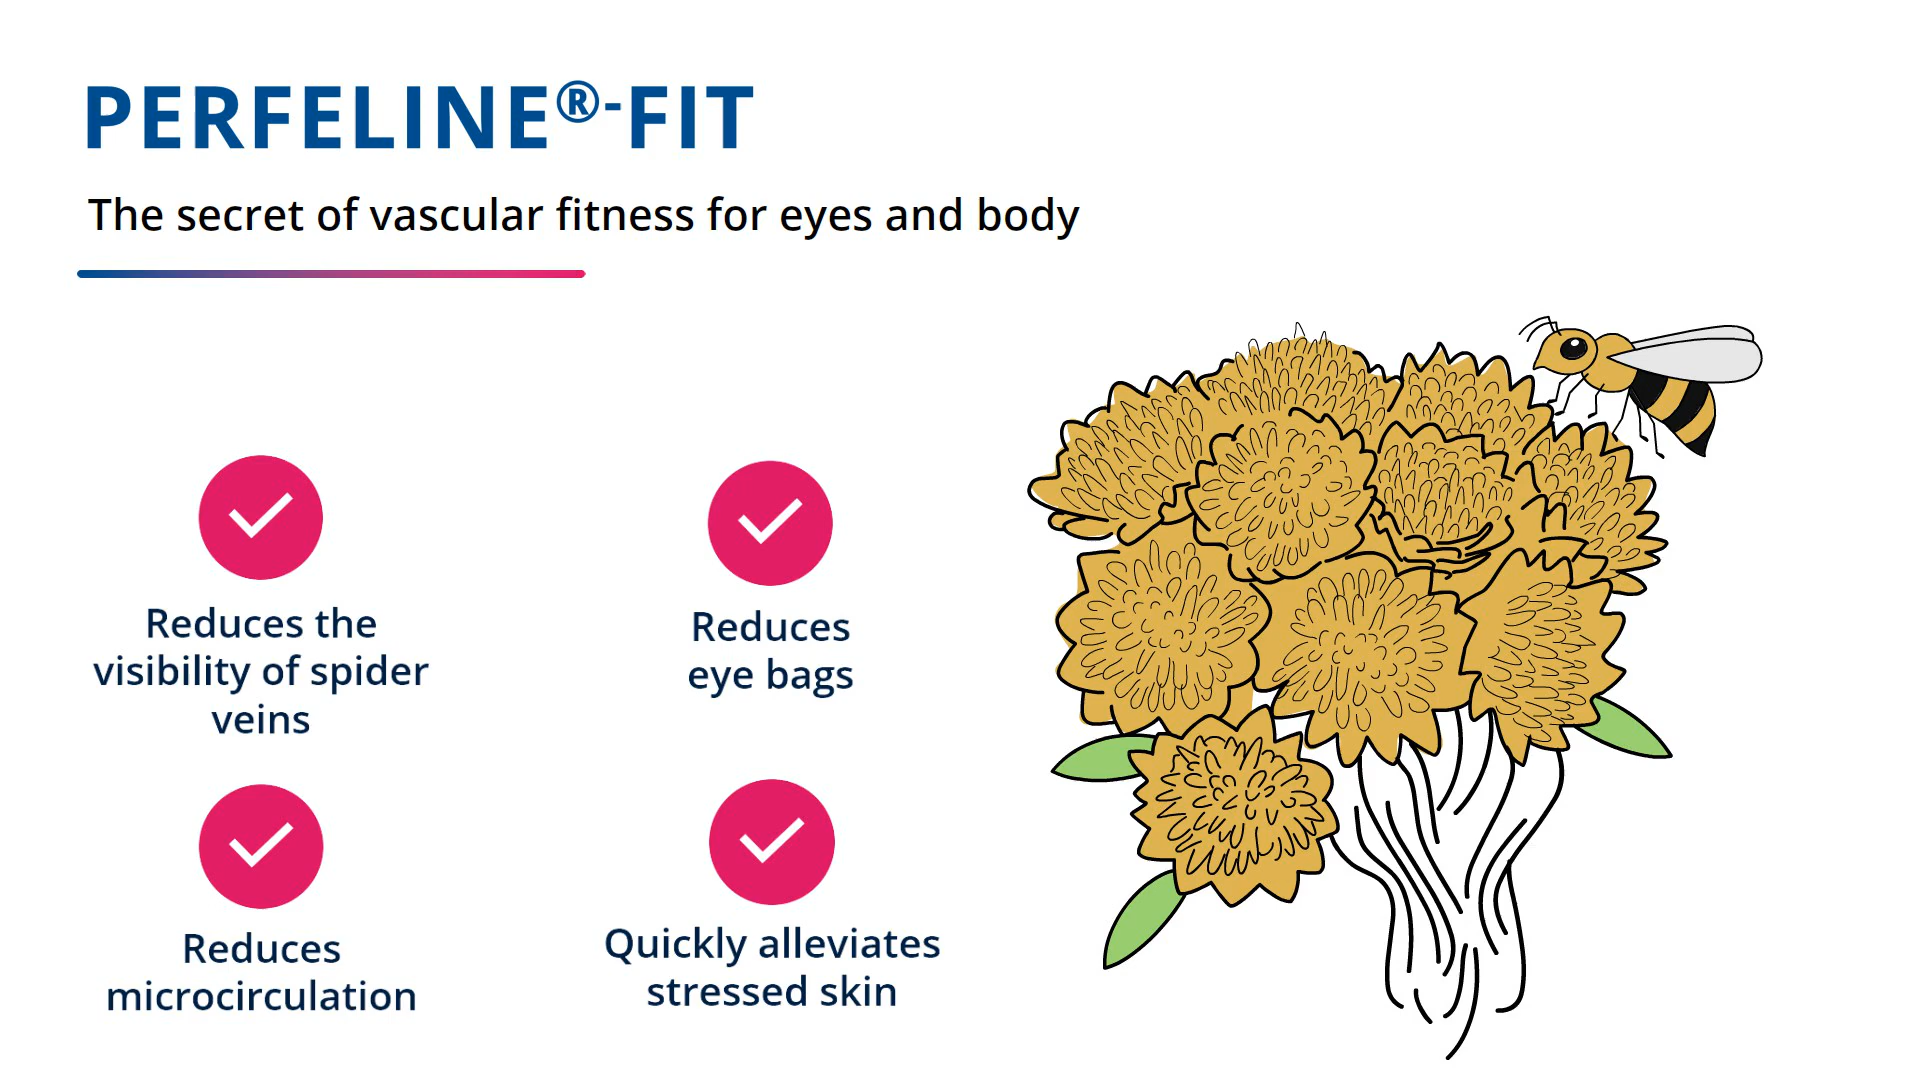 PERFELINE®-FIT
The secret of vascular fitness for eyes and body
Reduces the
visibility of spider
veins
Reduces
eye bags
Reduces
microcirculation
Quickly alleviates
stressed skin